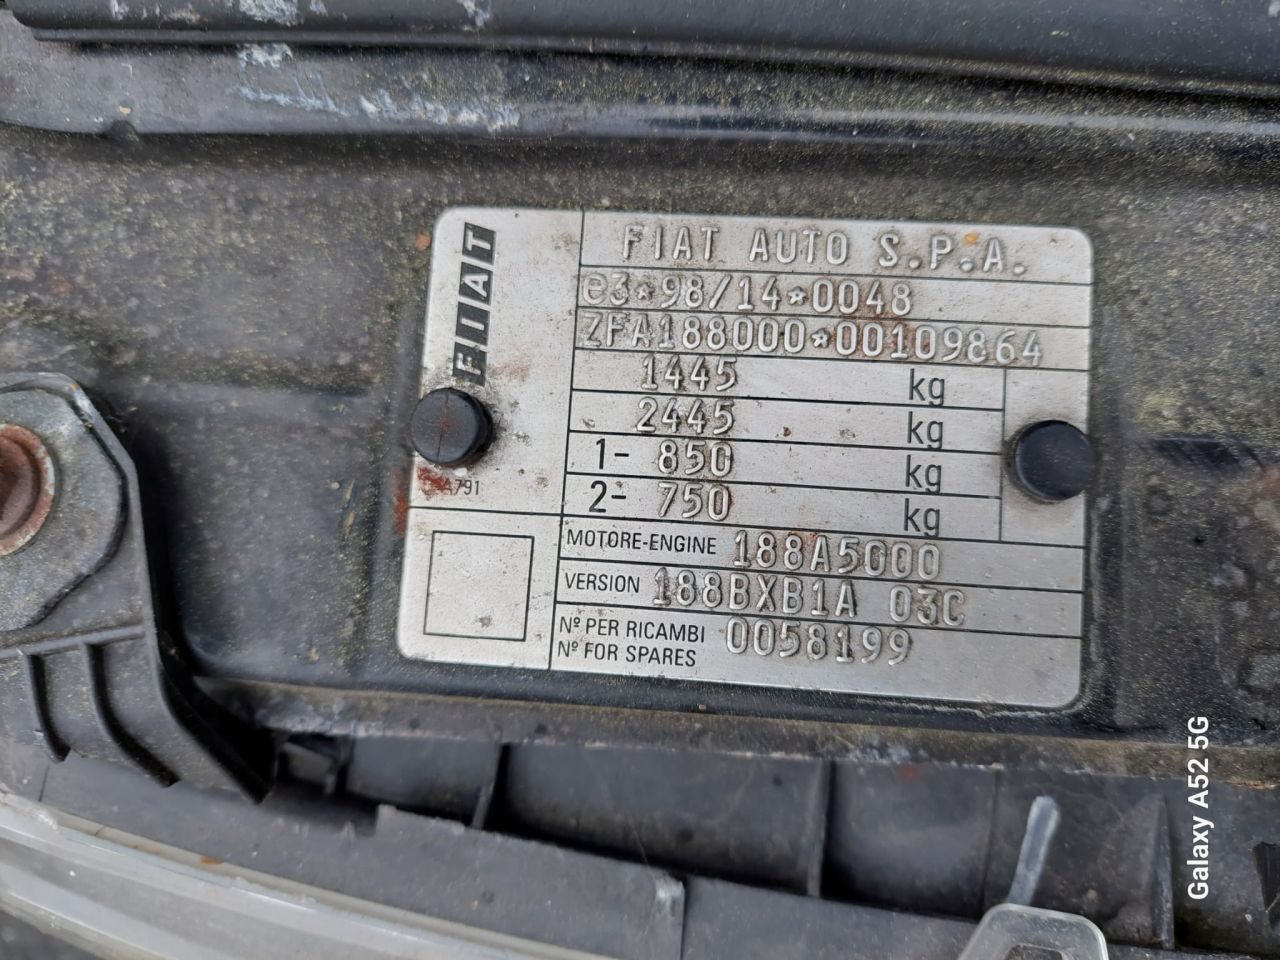 FIAT
FIAT AUTO S.P.A.
e3*98/14*0048
ZFA188000*00109864
1445 kg
2445 kg
1- 850 kg
2- 750 kg
MOTORE-ENGINE 188A5000
VERSION 188BXB1A 03C
Nº PER RICAMBI
Nº FOR SPARES 0058199
Galaxy A52 5G